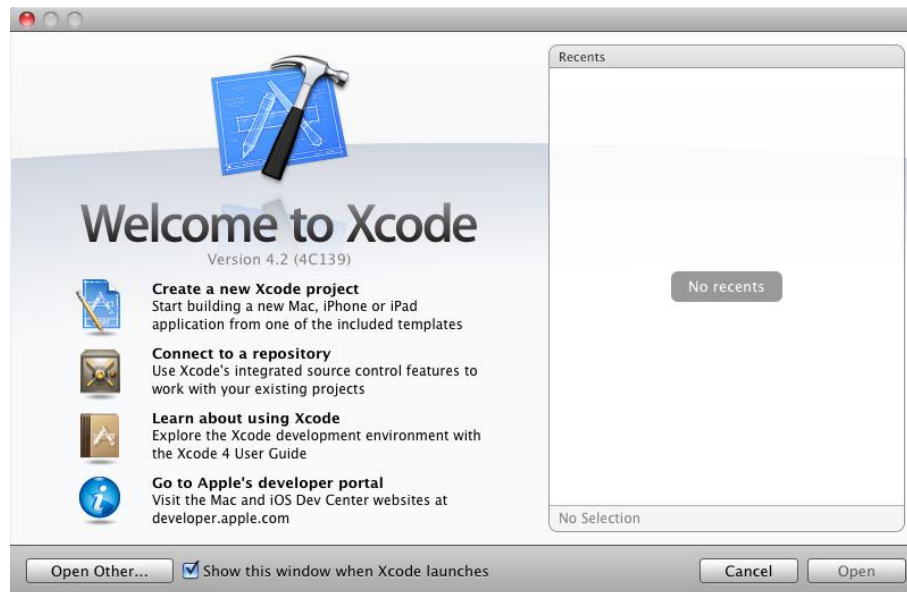 Recents
Welcome to Xcode
Version 4.2 (4C139)
Create a new Xcode project
Start building a new Mac, iPhone or iPad
application from one of the included templates
Connect to a repository
Use Xcode's integrated source control features to
work with your existing projects
Learn about using Xcode
Explore the Xcode development environment with
the Xcode 4 User Guide
Go to Apple's developer portal
Visit the Mac and iOS Dev Center websites at
developer.apple.com
No recents
No Selection
Open Other...
Show this window when Xcode launches
Cancel
Open